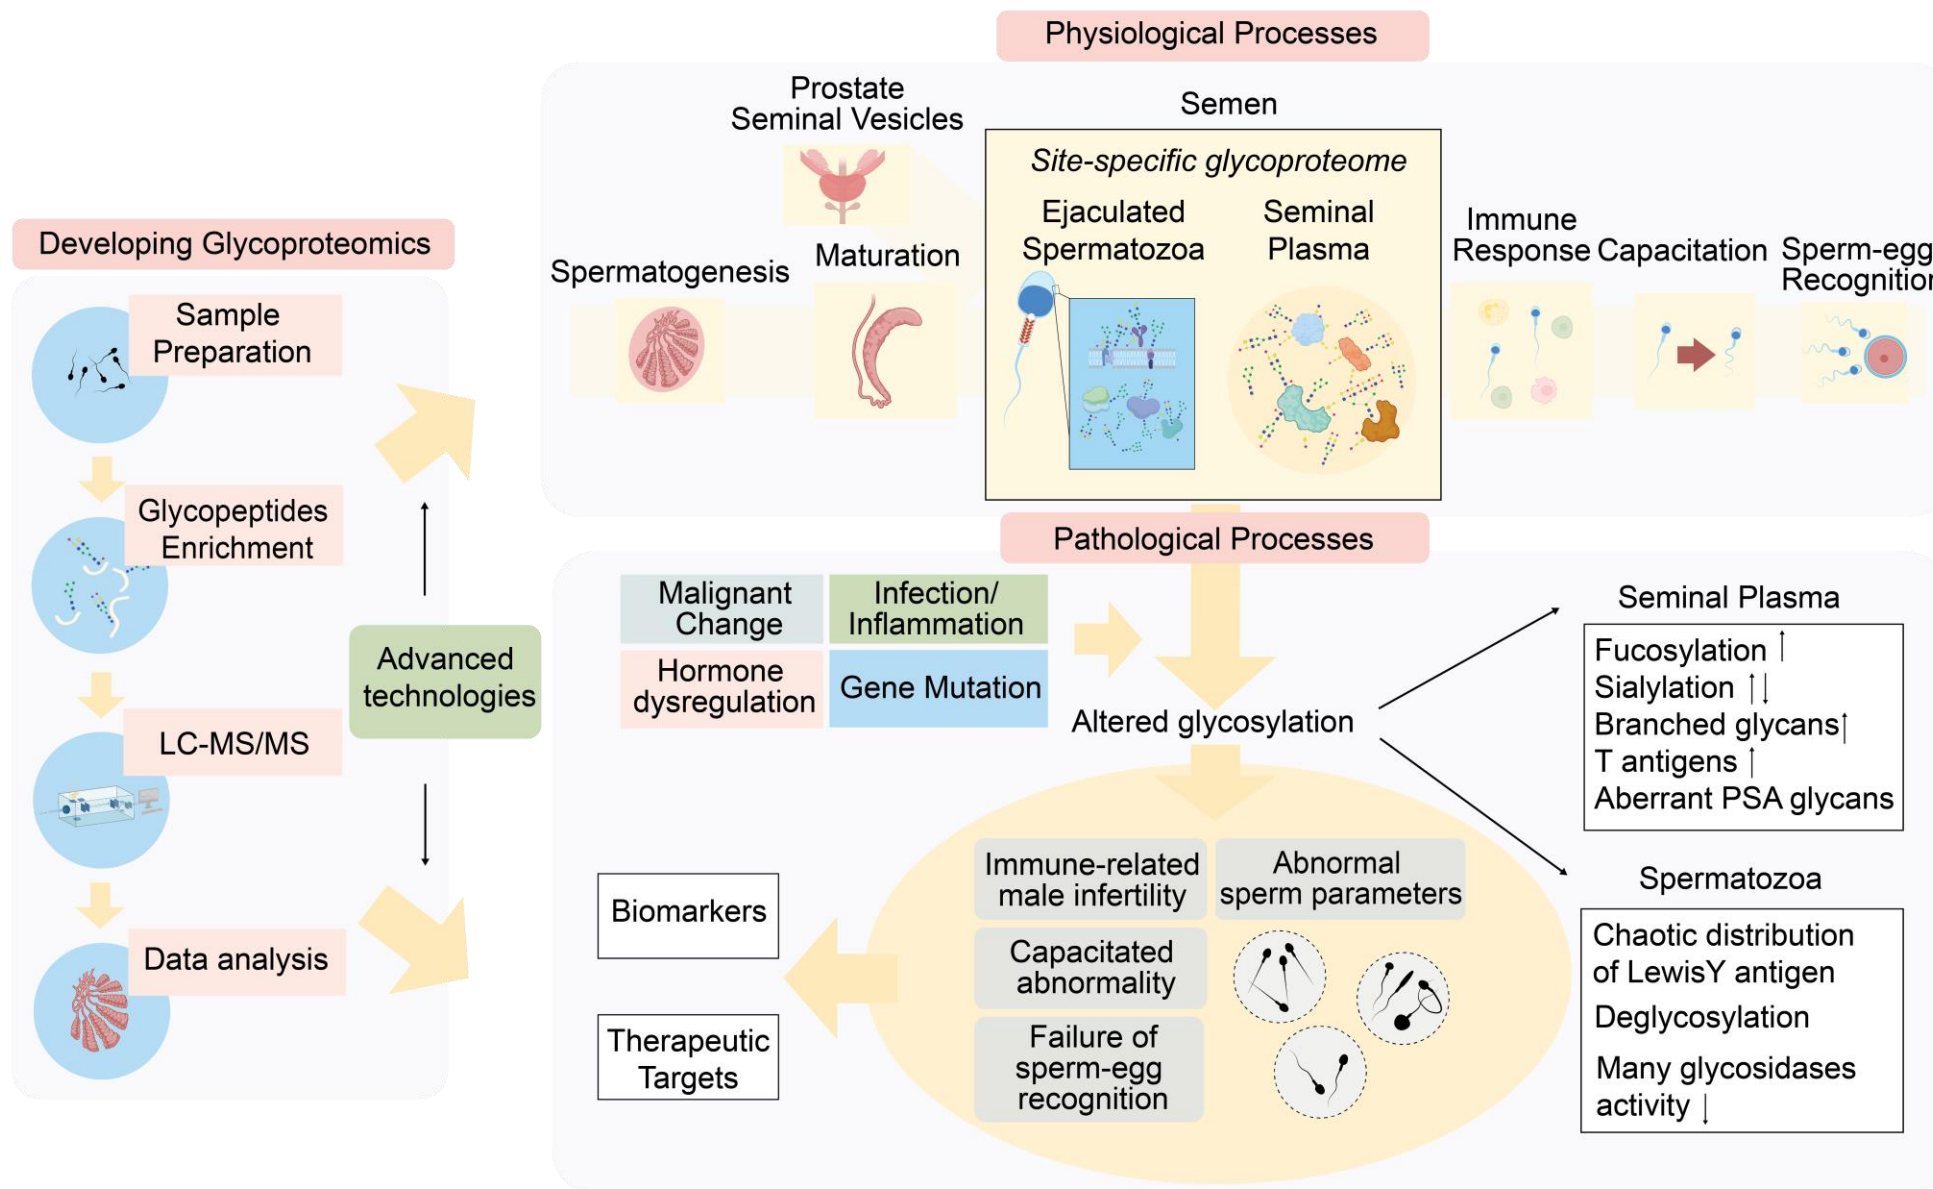 Physiological Processes
Prostate
Seminal Vesicles
Semen
Site-specific glycoproteome
Ejaculated
Spermatozoa
Seminal
Plasma
Spermatogenesis
Maturation
Immune
Response
Capacitation
Sperm-egg
Recognition
Developing Glycoproteomics
Sample
Preparation
Glycopeptides
Enrichment
LC-MS/MS
Data analysis
Advanced
technologies
Pathological Processes
Malignant
Change
Infection/
Inflammation
Hormone
dysregulation
Gene Mutation
Altered glycosylation
Seminal Plasma
Fucosylation ↑
Sialylation ↑↓
Branched glycans↑
T antigens ↑
Aberrant PSA glycans
Spermatozoa
Chaotic distribution
of LewisY antigen
Deglycosylation
Many glycosidases
activity ↓
Immune-related
male infertility
Abnormal
sperm parameters
Capacitated
abnormality
Failure of
sperm-egg
recognition
Biomarkers
Therapeutic
Targets